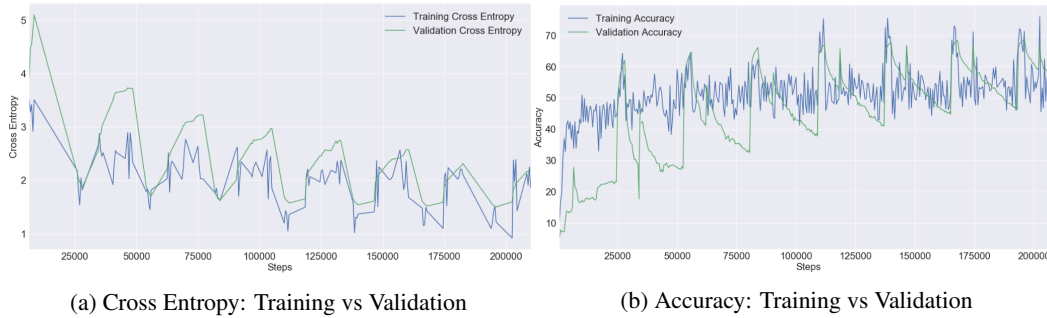 Training Cross Entropy
Validation Cross Entropy
5
4
3
2
1
Cross Entropy
25000 50000 75000 100000 125000 150000 175000 200000
Steps
(a) Cross Entropy: Training vs Validation
Training Accuracy
Validation Accuracy
70
60
50
40
30
20
10
Accuracy
25000 50000 75000 100000 125000 150000 175000 200000
Steps
(b) Accuracy: Training vs Validation